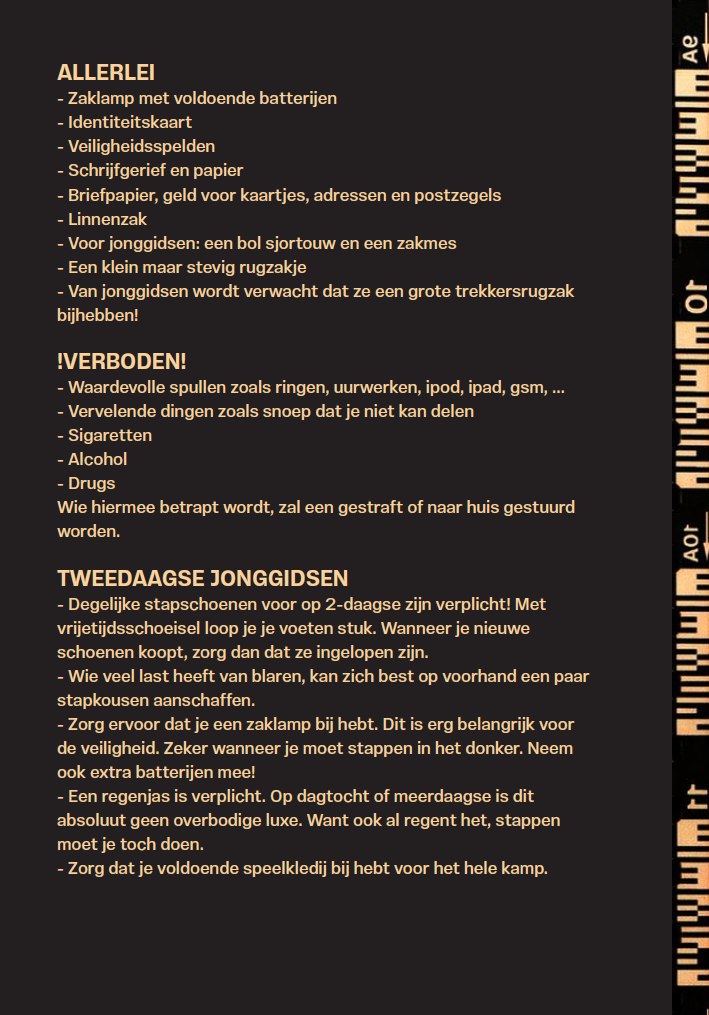 ALLERLEI
- Zaklamp met voldoende batterijen
- Identiteitskaart
- Veiligheidsspelden
- Schrijfgerief en papier
- Briefpapier, geld voor kaartjes, adressen en postzegels
- Linnenzak
- Voor jonggidsen: een bol sjortouw en een zakmes
- Een klein maar stevig rugzakje
- Van jonggidsen wordt verwacht dat ze een grote trekkersrugzak
bijhebben!
!VERBODEN!
- Waardevolle spullen zoals ringen, uurwerken, ipod, ipad, gsm, ...
- Vervelende dingen zoals snoep dat je niet kan delen
- Sigaretten
- Alcohol
- Drugs
Wie hiermee betrapt wordt, zal een gestraft of naar huis gestuurd
worden.
TWEEDAAGSE JONGGIDSEN
- Degelijke stapschoenen voor op 2-daagse zijn verplicht! Met
vrijetijdsschoeisel loop je je voeten stuk. Wanneer je nieuwe
schoenen koopt, zorg dan dat ze ingelopen zijn.
- Wie veel last heeft van blaren, kan zich best op voorhand een paar
stapkousen aanschaffen.
- Zorg ervoor dat je een zaklamp bij hebt. Dit is erg belangrijk voor
de veiligheid. Zeker wanneer je moet stappen in het donker. Neem
ook extra batterijen mee!
- Een regenjas is verplicht. Op dagtocht of meerdaagse is dit
absoluut geen overbodige luxe. Want ook al regent het, stappen
moet je toch doen.
- Zorg dat je voldoende speelkledij bij hebt voor het hele kamp.
9A
10
10A
11